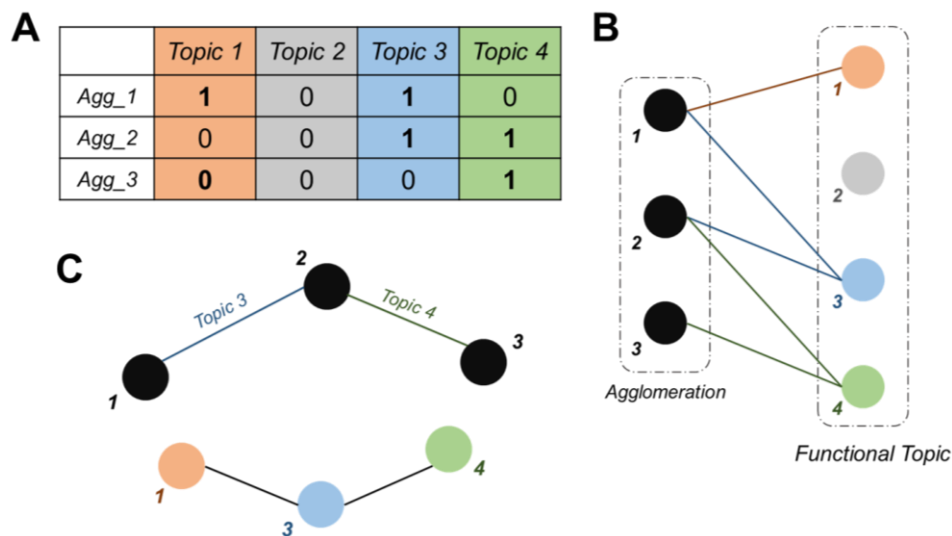 A
Topic 1 Topic 2 Topic 3 Topic 4
Agg_1 1 0 1 0
Agg_2 0 0 1 1
Agg_3 0 0 0 1
B
1
2
3
Agglomeration
1
2
3
4
Functional Topic
C
1
2
3
Topic 3
Topic 4
1
3
4